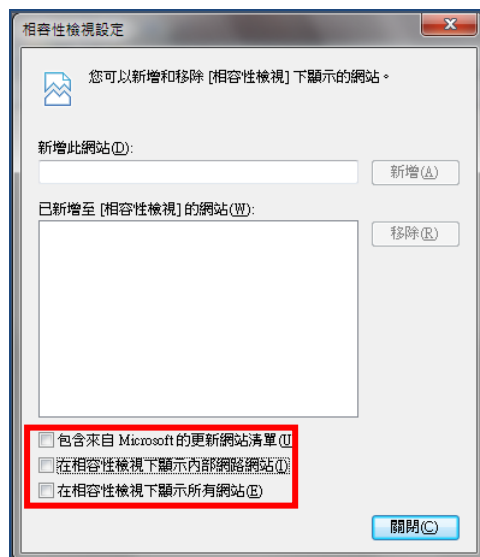 相容性檢視設定
您可以新增和移除 [相容性檢視] 下顯示的網站。
新增此網站(D):
新增(A)
已新增至 [相容性檢視] 的網站(W):
移除(R)
包含來自 Microsoft 的更新網站清單(U
在相容性檢視下顯示內部網路網站(I)
在相容性檢視下顯示所有網站(E)
關閉(C)